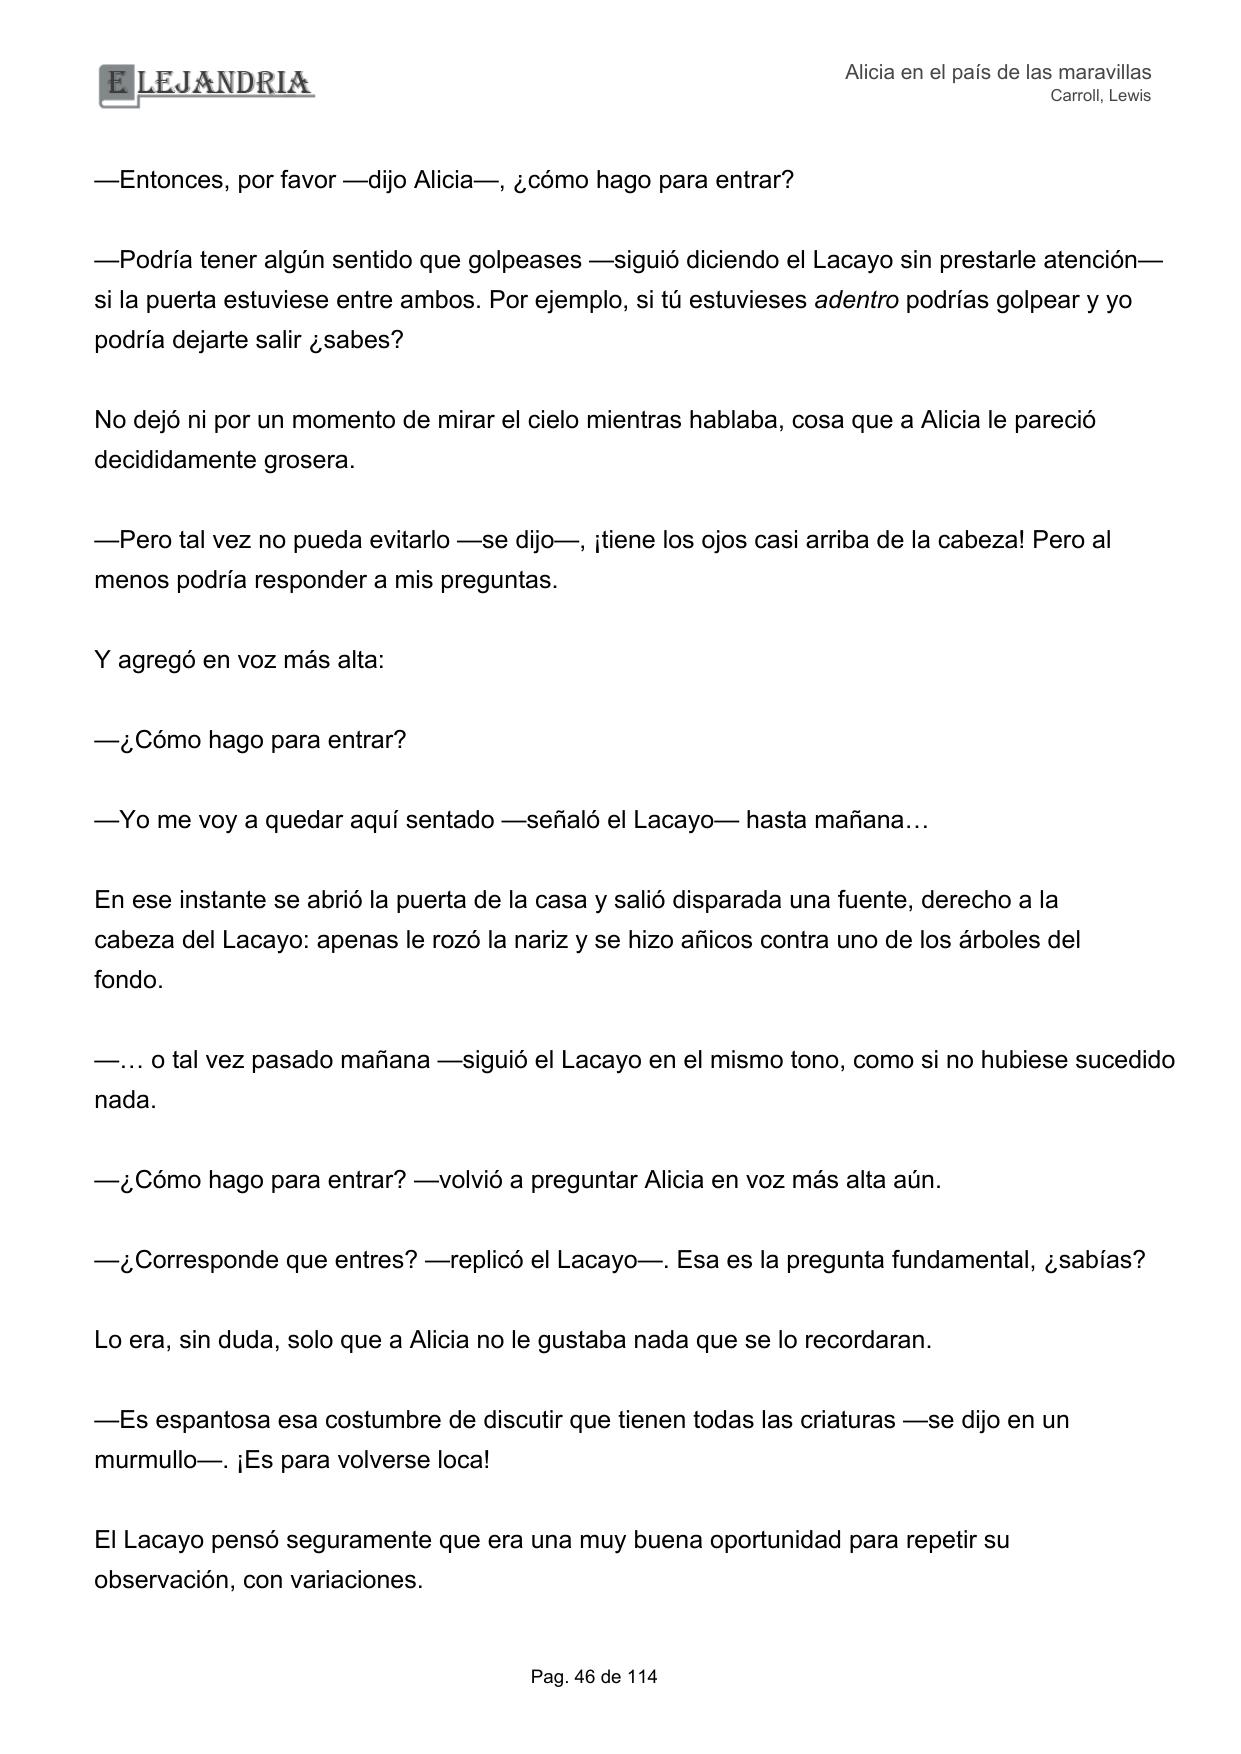 ELEJANDRIA
Alicia en el país de las maravillas
Carroll, Lewis
—Entonces, por favor —dijo Alicia—, ¿cómo hago para entrar?
—Podría tener algún sentido que golpeases —siguió diciendo el Lacayo sin prestarle atención—
si la puerta estuviese entre ambos. Por ejemplo, si tú estuvieses adentro podrías golpear y yo
podría dejarte salir ¿sabes?
No dejó ni por un momento de mirar el cielo mientras hablaba, cosa que a Alicia le pareció
decididamente grosera.
—Pero tal vez no pueda evitarlo —se dijo—, ¡tiene los ojos casi arriba de la cabeza! Pero al
menos podría responder a mis preguntas.
Y agregó en voz más alta:
—¿Cómo hago para entrar?
—Yo me voy a quedar aquí sentado —señaló el Lacayo— hasta mañana…
En ese instante se abrió la puerta de la casa y salió disparada una fuente, derecho a la
cabeza del Lacayo: apenas le rozó la nariz y se hizo añicos contra uno de los árboles del
fondo.
—… o tal vez pasado mañana —siguió el Lacayo en el mismo tono, como si no hubiese sucedido
nada.
—¿Cómo hago para entrar? —volvió a preguntar Alicia en voz más alta aún.
—¿Corresponde que entres? —replicó el Lacayo—. Esa es la pregunta fundamental, ¿sabías?
Lo era, sin duda, solo que a Alicia no le gustaba nada que se lo recordaran.
—Es espantosa esa costumbre de discutir que tienen todas las criaturas —se dijo en un
murmullo—. ¡Es para volverse loca!
El Lacayo pensó seguramente que era una muy buena oportunidad para repetir su
observación, con variaciones.
Pag. 46 de 114